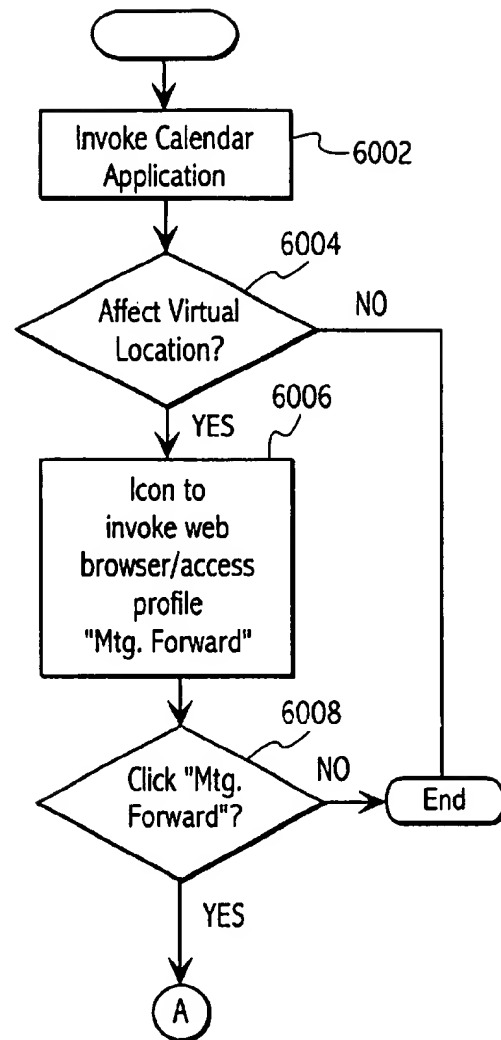 Invoke Calendar
Application
6002
6004
Affect Virtual
Location?
NO
YES
6006
Icon to
invoke web
browser/access
profile
"Mtg. Forward"
6008
Click "Mtg.
Forward"?
NO
End
YES
A